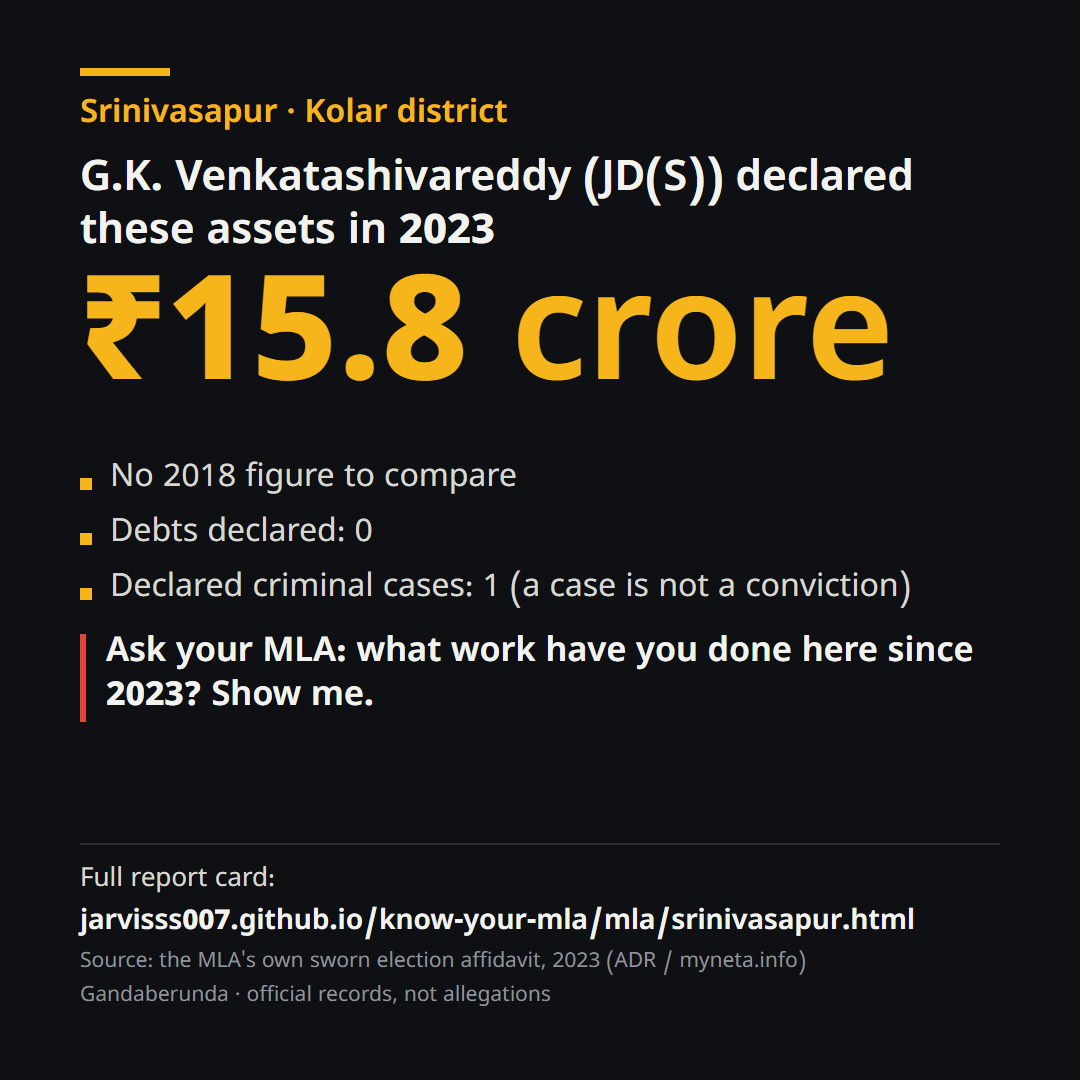 Srinivasapur · Kolar district
G.K. Venkatashivareddy (JD(S)) declared
these assets in 2023
₹15.8 crore
No 2018 figure to compare
Debts declared: 0
Declared criminal cases: 1 (a case is not a conviction)
Ask your MLA: what work have you done here since
2023? Show me.
Full report card:
jarvisss007.github.io/know-your-mla/mla/srinivasapur.html
Source: the MLA's own sworn election affidavit, 2023 (ADR / myneta.info)
Gandaberunda · official records, not allegations